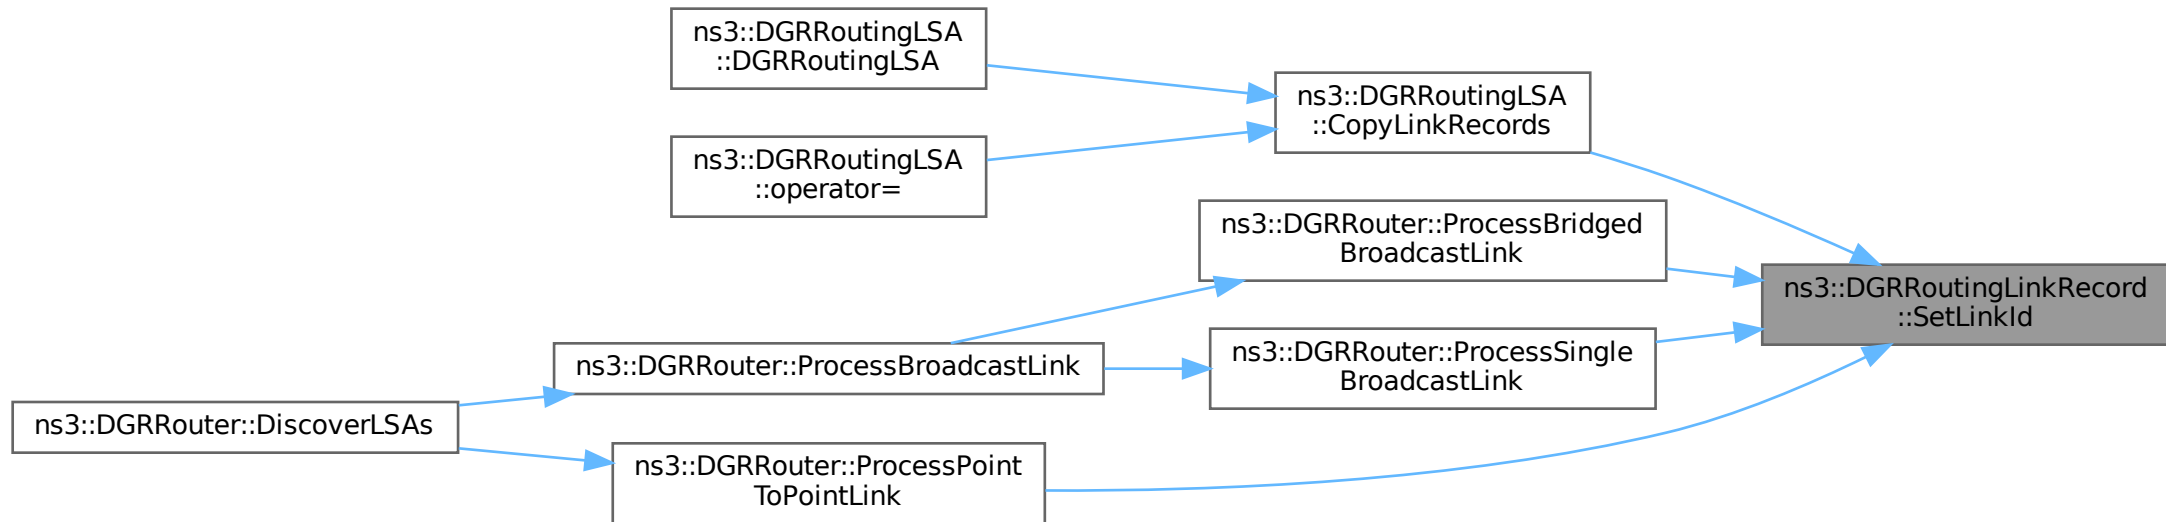 ns3::DGRRoutingLSA
::DGRRoutingLSA
ns3::DGRRoutingLSA
::CopyLinkRecords
ns3::DGRRoutingLSA
::operator=
ns3::DGRRouter::ProcessBridged
BroadcastLink
ns3::DGRRoutingLinkRecord
::SetLinkId
ns3::DGRRouter::ProcessBroadcastLink
ns3::DGRRouter::ProcessSingle
BroadcastLink
ns3::DGRRouter::DiscoverLSAs
ns3::DGRRouter::ProcessPoint
ToPointLink